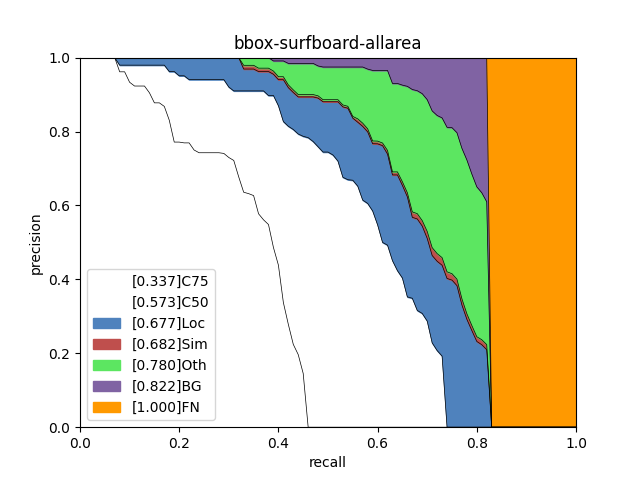 bbox-surfboard-allarea
precision
1.0
0.8
0.6
0.4
0.2
0.0
[0.337]C75
[0.573]C50
[0.677]Loc
[0.682]Sim
[0.780]Oth
[0.822]BG
[1.000]FN
0.0 0.2 0.4 0.6 0.8 1.0
recall